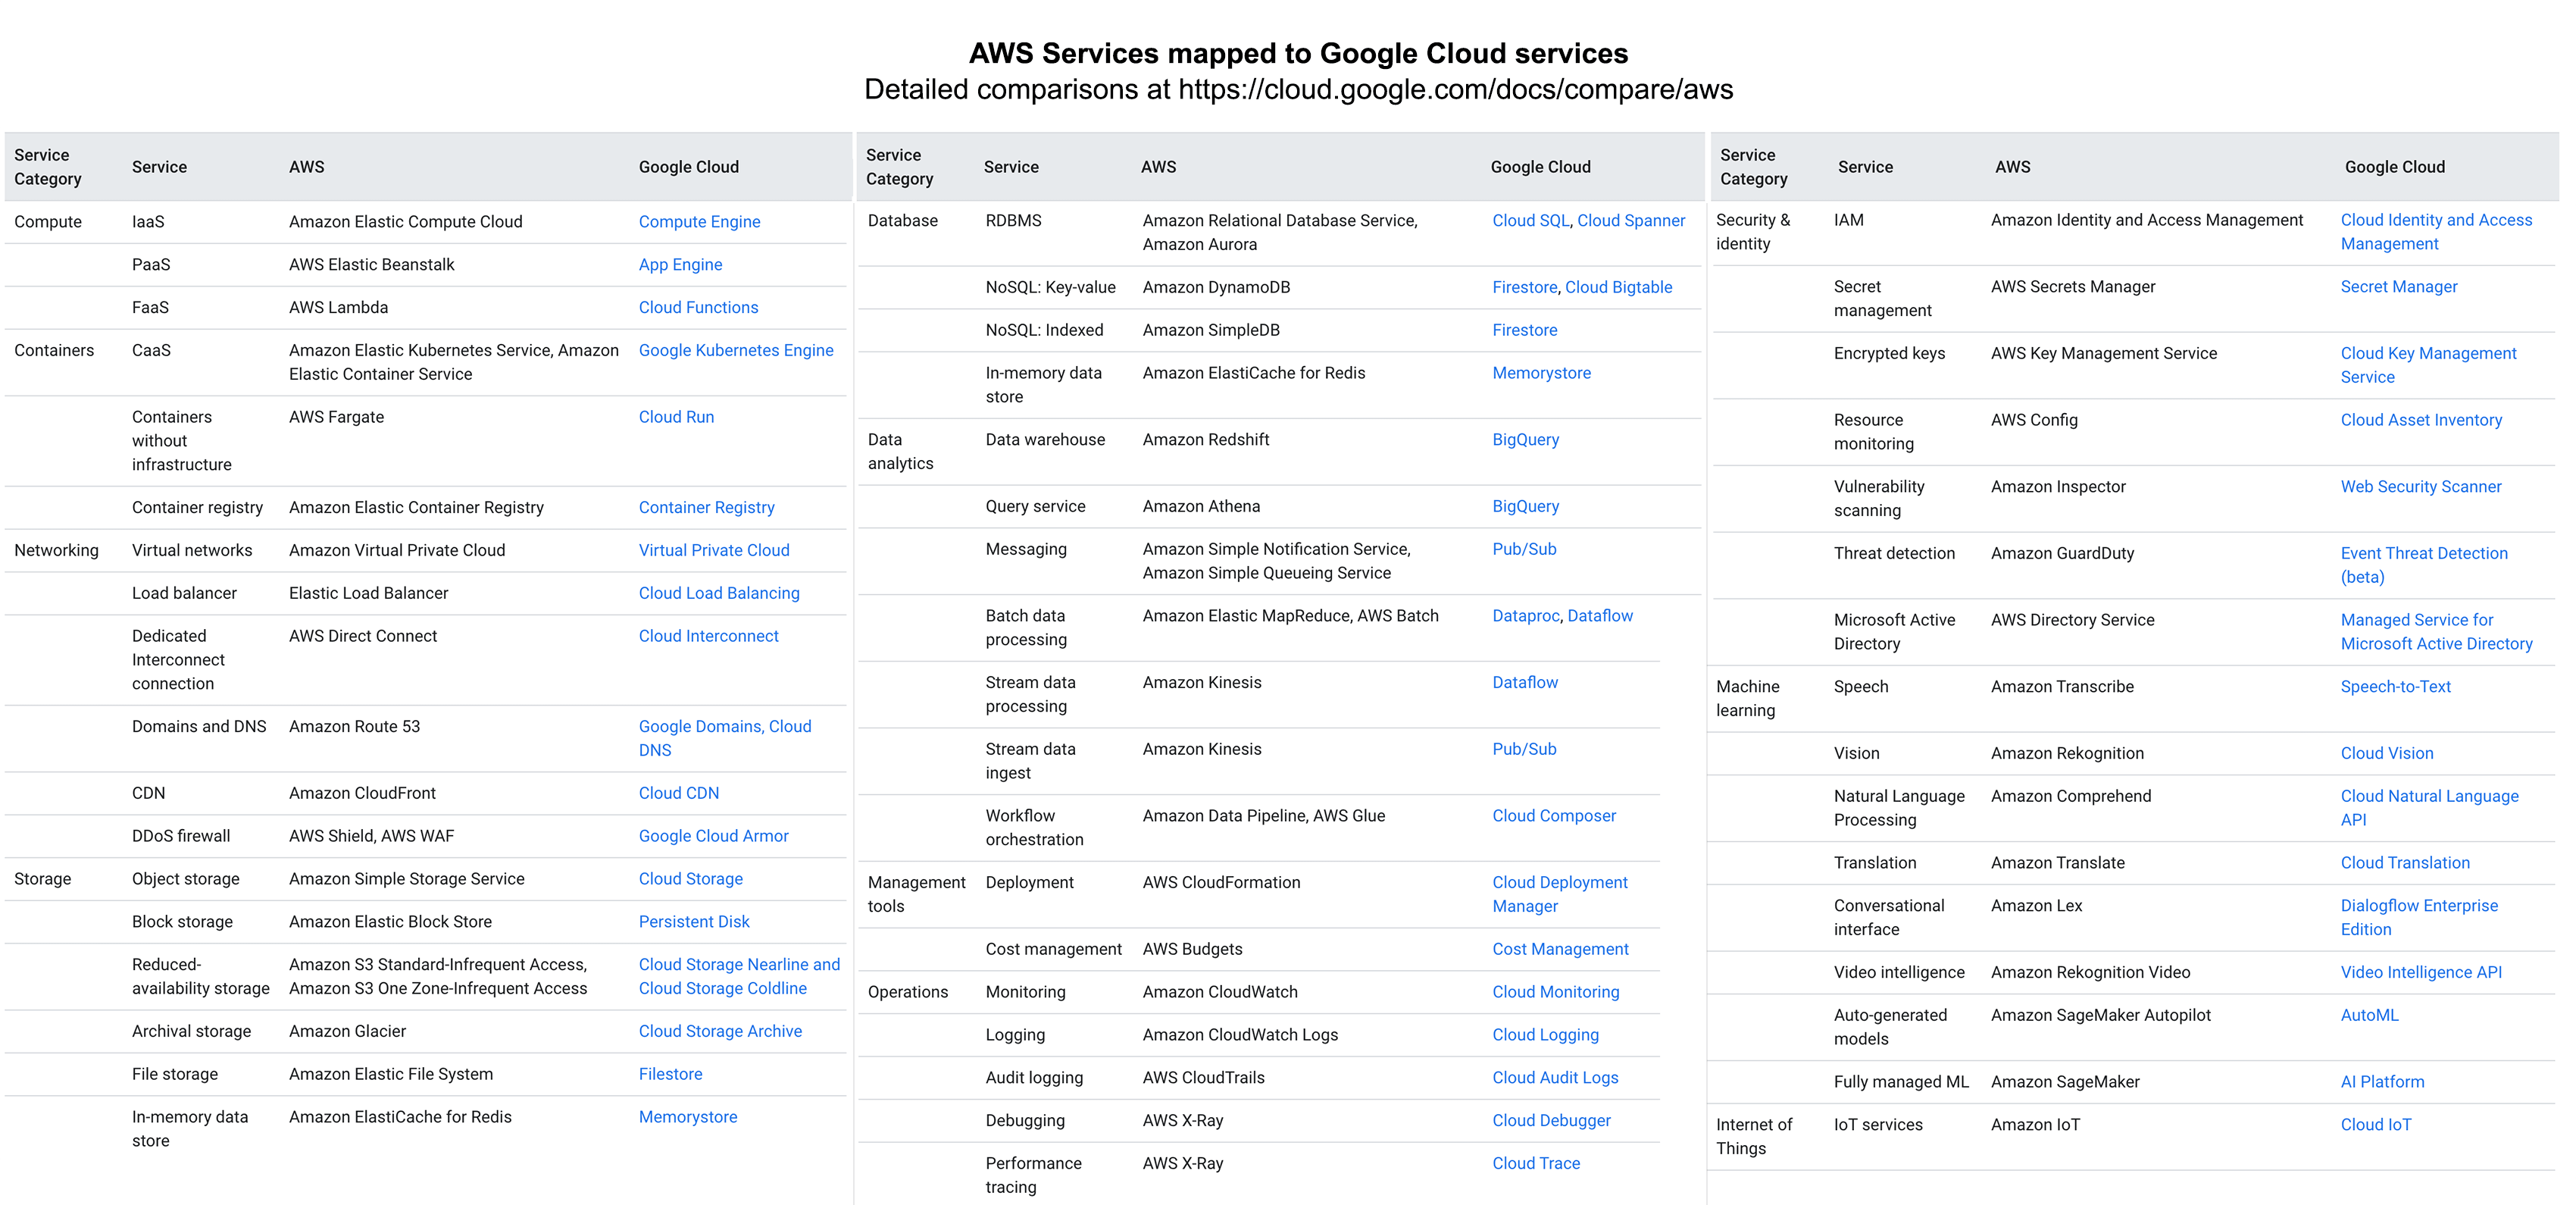 AWS Services mapped to Google Cloud services
Detailed comparisons at https://cloud.google.com/docs/compare/aws
Service Category Service AWS Google Cloud
Compute IaaS Amazon Elastic Compute Cloud Compute Engine
PaaS AWS Elastic Beanstalk App Engine
FaaS AWS Lambda Cloud Functions
Containers CaaS Amazon Elastic Kubernetes Service, Amazon Google Kubernetes Engine
Elastic Container Service
Containers AWS Fargate Cloud Run
without
infrastructure
Container registry Amazon Elastic Container Registry Container Registry
Networking Virtual networks Amazon Virtual Private Cloud Virtual Private Cloud
Load balancer Elastic Load Balancer Cloud Load Balancing
Dedicated AWS Direct Connect Cloud Interconnect
Interconnect
connection
Domains and DNS Amazon Route 53 Google Domains, Cloud
DNS
CDN Amazon CloudFront Cloud CDN
DDoS firewall AWS Shield, AWS WAF Google Cloud Armor
Storage Object storage Amazon Simple Storage Service Cloud Storage
Block storage Amazon Elastic Block Store Persistent Disk
Reduced- Amazon S3 Standard-Infrequent Access, Cloud Storage Nearline and
availability storage Amazon S3 One Zone-Infrequent Access Cloud Storage Coldline
Archival storage Amazon Glacier Cloud Storage Archive
File storage Amazon Elastic File System Filestore
In-memory data Amazon ElastiCache for Redis Memorystore
store
Service Category Service AWS Google Cloud
Database RDBMS Amazon Relational Database Service, Cloud SQL, Cloud Spanner
Amazon Aurora
NoSQL: Key-value Amazon DynamoDB Firestore, Cloud Bigtable
NoSQL: Indexed Amazon SimpleDB Firestore
In-memory data Amazon ElastiCache for Redis Memorystore
store
Data Data warehouse Amazon Redshift BigQuery
analytics
Query service Amazon Athena BigQuery
Messaging Amazon Simple Notification Service, Pub/Sub
Amazon Simple Queueing Service
Batch data Amazon Elastic MapReduce, AWS Batch Dataproc, Dataflow
processing
Stream data Amazon Kinesis Dataflow
processing
Stream data Amazon Kinesis Pub/Sub
ingest
Workflow Amazon Data Pipeline, AWS Glue Cloud Composer
orchestration
Management Deployment AWS CloudFormation Cloud Deployment
tools Manager
Cost management AWS Budgets Cost Management
Operations Monitoring Amazon CloudWatch Cloud Monitoring
Logging Amazon CloudWatch Logs Cloud Logging
Audit logging AWS CloudTrails Cloud Audit Logs
Debugging AWS X-Ray Cloud Debugger
Performance AWS X-Ray Cloud Trace
tracing
Service Category Service AWS Google Cloud
Security & IAM Amazon Identity and Access Management Cloud Identity and Access
identity Management
Secret AWS Secrets Manager Secret Manager
management
Encrypted keys AWS Key Management Service Cloud Key Management
Service
Resource AWS Config Cloud Asset Inventory
monitoring
Vulnerability Amazon Inspector Web Security Scanner
scanning
Threat detection Amazon GuardDuty Event Threat Detection
(beta)
Microsoft Active AWS Directory Service Managed Service for
Directory Microsoft Active Directory
Machine Speech Amazon Transcribe Speech-to-Text
learning
Vision Amazon Rekognition Cloud Vision
Natural Language Amazon Comprehend Cloud Natural Language
Processing API
Translation Amazon Translate Cloud Translation
Conversational Amazon Lex Dialogflow Enterprise
interface Edition
Video intelligence Amazon Rekognition Video Video Intelligence API
Auto-generated Amazon SageMaker Autopilot AutoML
models
Fully managed ML Amazon SageMaker AI Platform
Internet of IoT services Amazon IoT Cloud IoT
Things